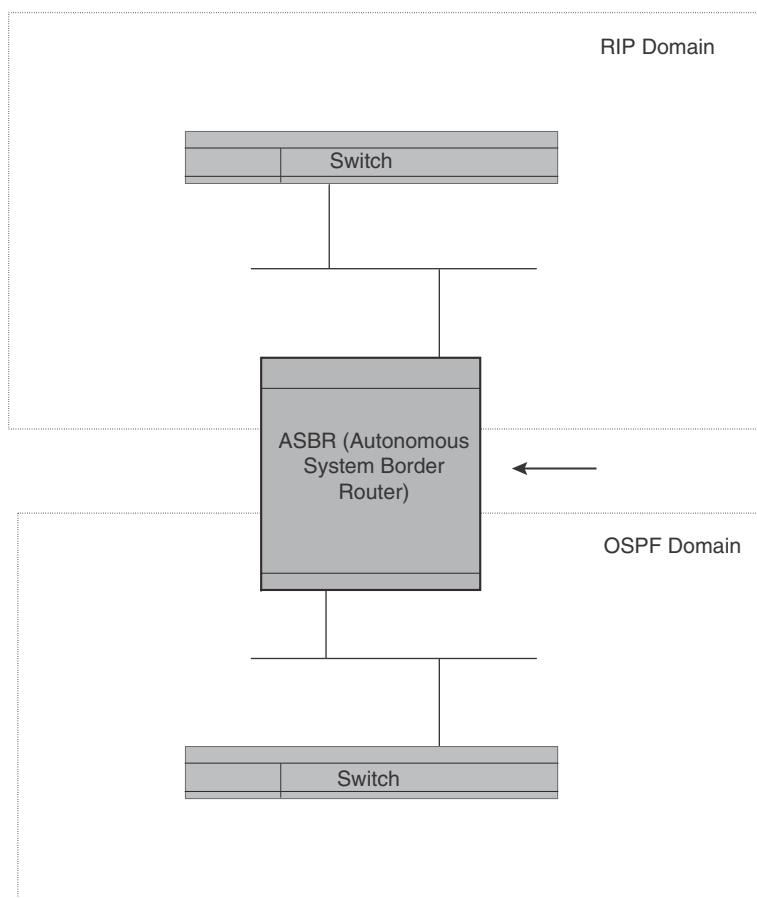 RIP Domain
Switch
ASBR (Autonomous
System Border
Router)
OSPF Domain
Switch